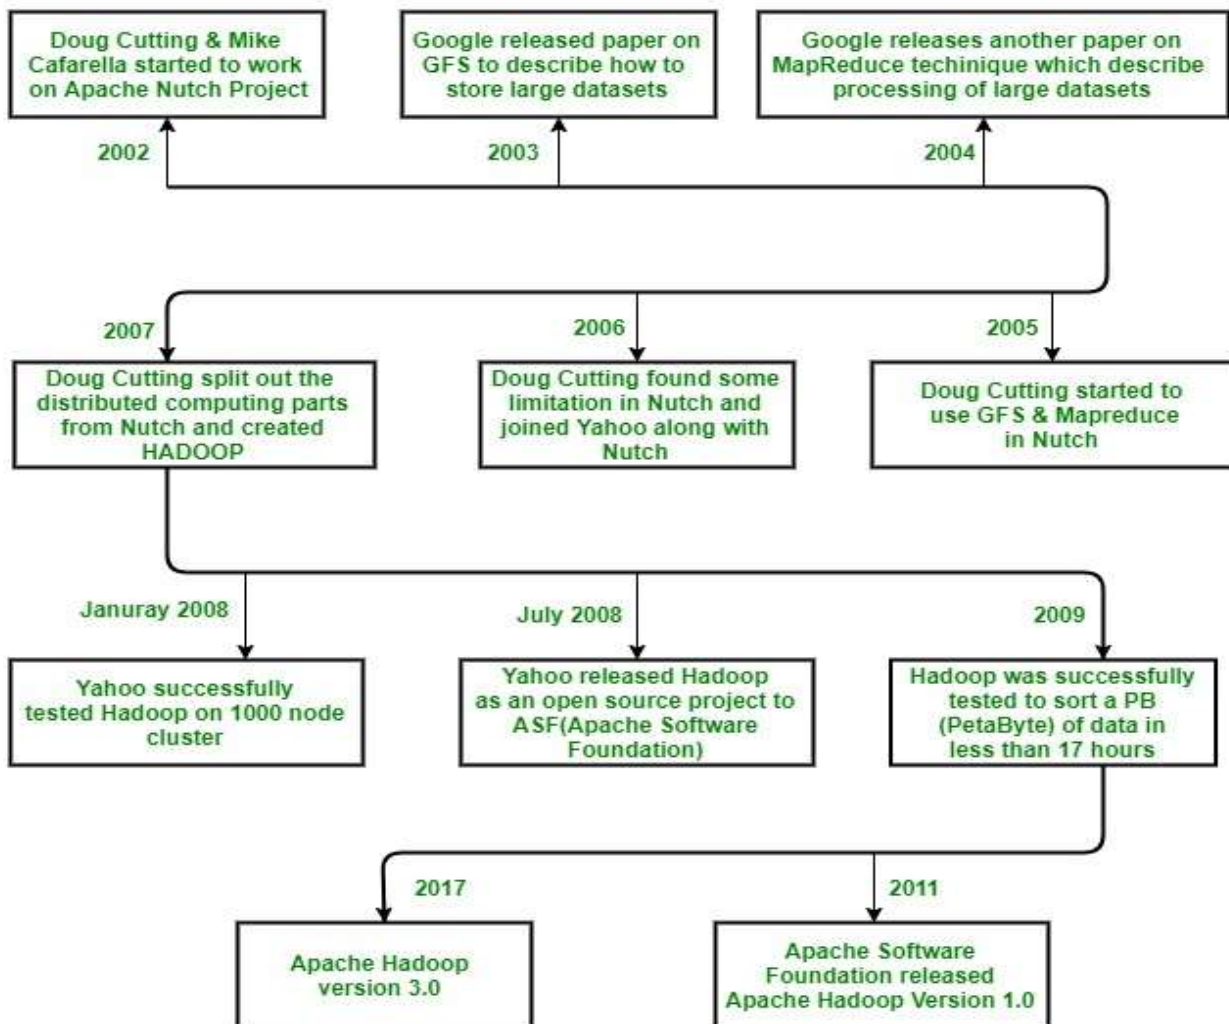 Doug Cutting & Mike
Cafarella started to work
on Apache Nutch Project
2002
Google released paper on
GFS to describe how to
store large datasets
2003
Google releases another paper on
MapReduce techinique which describe
processing of large datasets
2004
2005
Doug Cutting started to
use GFS & Mapreduce
in Nutch
2006
Doug Cutting found some
limitation in Nutch and
joined Yahoo along with
Nutch
2007
Doug Cutting split out the
distributed computing parts
from Nutch and created
HADOOP
Januray 2008
Yahoo successfully
tested Hadoop on 1000 node
cluster
July 2008
Yahoo released Hadoop
as an open source project to
ASF(Apache Software
Foundation)
2009
Hadoop was successfully
tested to sort a PB
(PetaByte) of data in
less than 17 hours
2011
Apache Software
Foundation released
Apache Hadoop Version 1.0
2017
Apache Hadoop
version 3.0